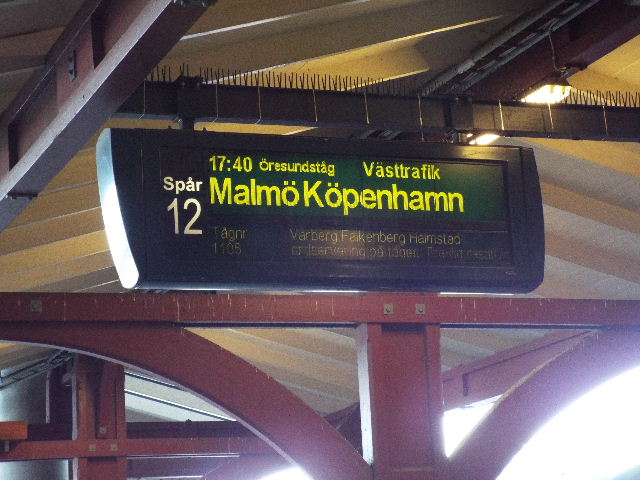 17:40 Öresundståg Västtrafik
Spår Malmö Köpenhamn
12
Tågnr Varberg Falkenberg Halmstad
1105